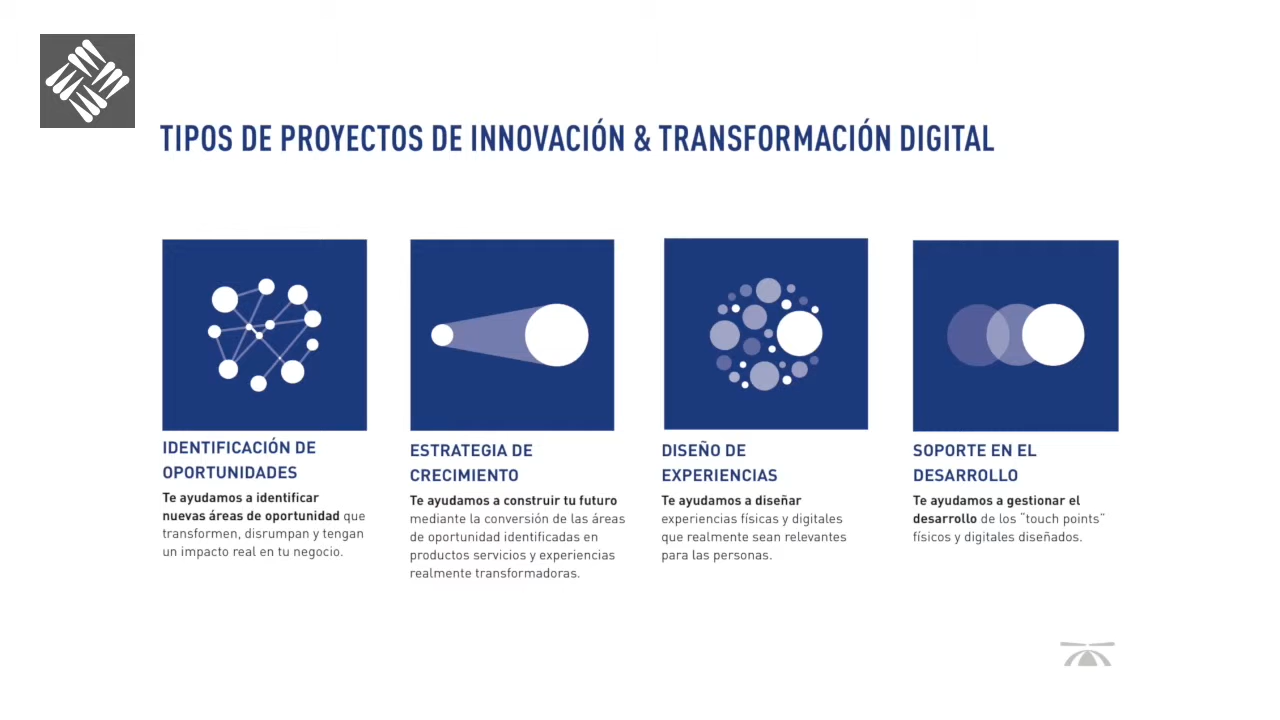 TIPOS DE PROYECTOS DE INNOVACIÓN & TRANSFORMACIÓN DIGITAL
IDENTIFICACIÓN DE
OPORTUNIDADES
Te ayudamos a identificar
nuevas áreas de oportunidad que
transformen, disrumpan y tengan
un impacto real en tu negocio.
ESTRATEGIA DE
CRECIMIENTO
Te ayudamos a construir tu futuro
mediante la conversión de las áreas
de oportunidad identificadas en
productos servicios y experiencias
realmente transformadoras.
DISEÑO DE
EXPERIENCIAS
Te ayudamos a diseñar
experiencias físicas y digitales
que realmente sean relevantes
para las personas.
SOPORTE EN EL
DESARROLLO
Te ayudamos a gestionar el
desarrollo de los “touch points”
físicos y digitales diseñados.